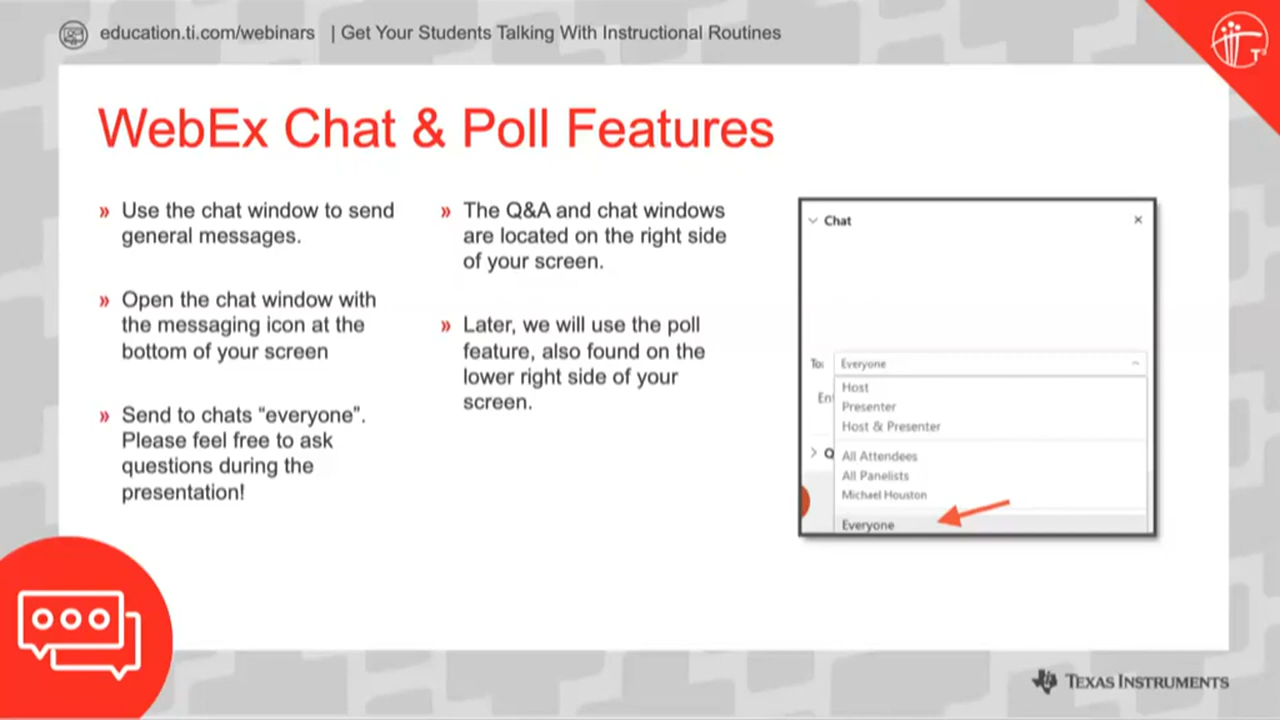 education.ti.com/webinars | Get Your Students Talking With Instructional Routines
WebEx Chat & Poll Features
» Use the chat window to send
general messages.
» Open the chat window with
the messaging icon at the
bottom of your screen
» Send to chats “everyone”.
Please feel free to ask
questions during the
presentation!
» The Q&A and chat windows
are located on the right side
of your screen.
» Later, we will use the poll
feature, also found on the
lower right side of your
screen.
Chat
To: Everyone
Host
Ent
Presenter
Host & Presenter
Q
All Attendees
All Panelists
Michael Houston
Everyone
TEXAS INSTRUMENTS